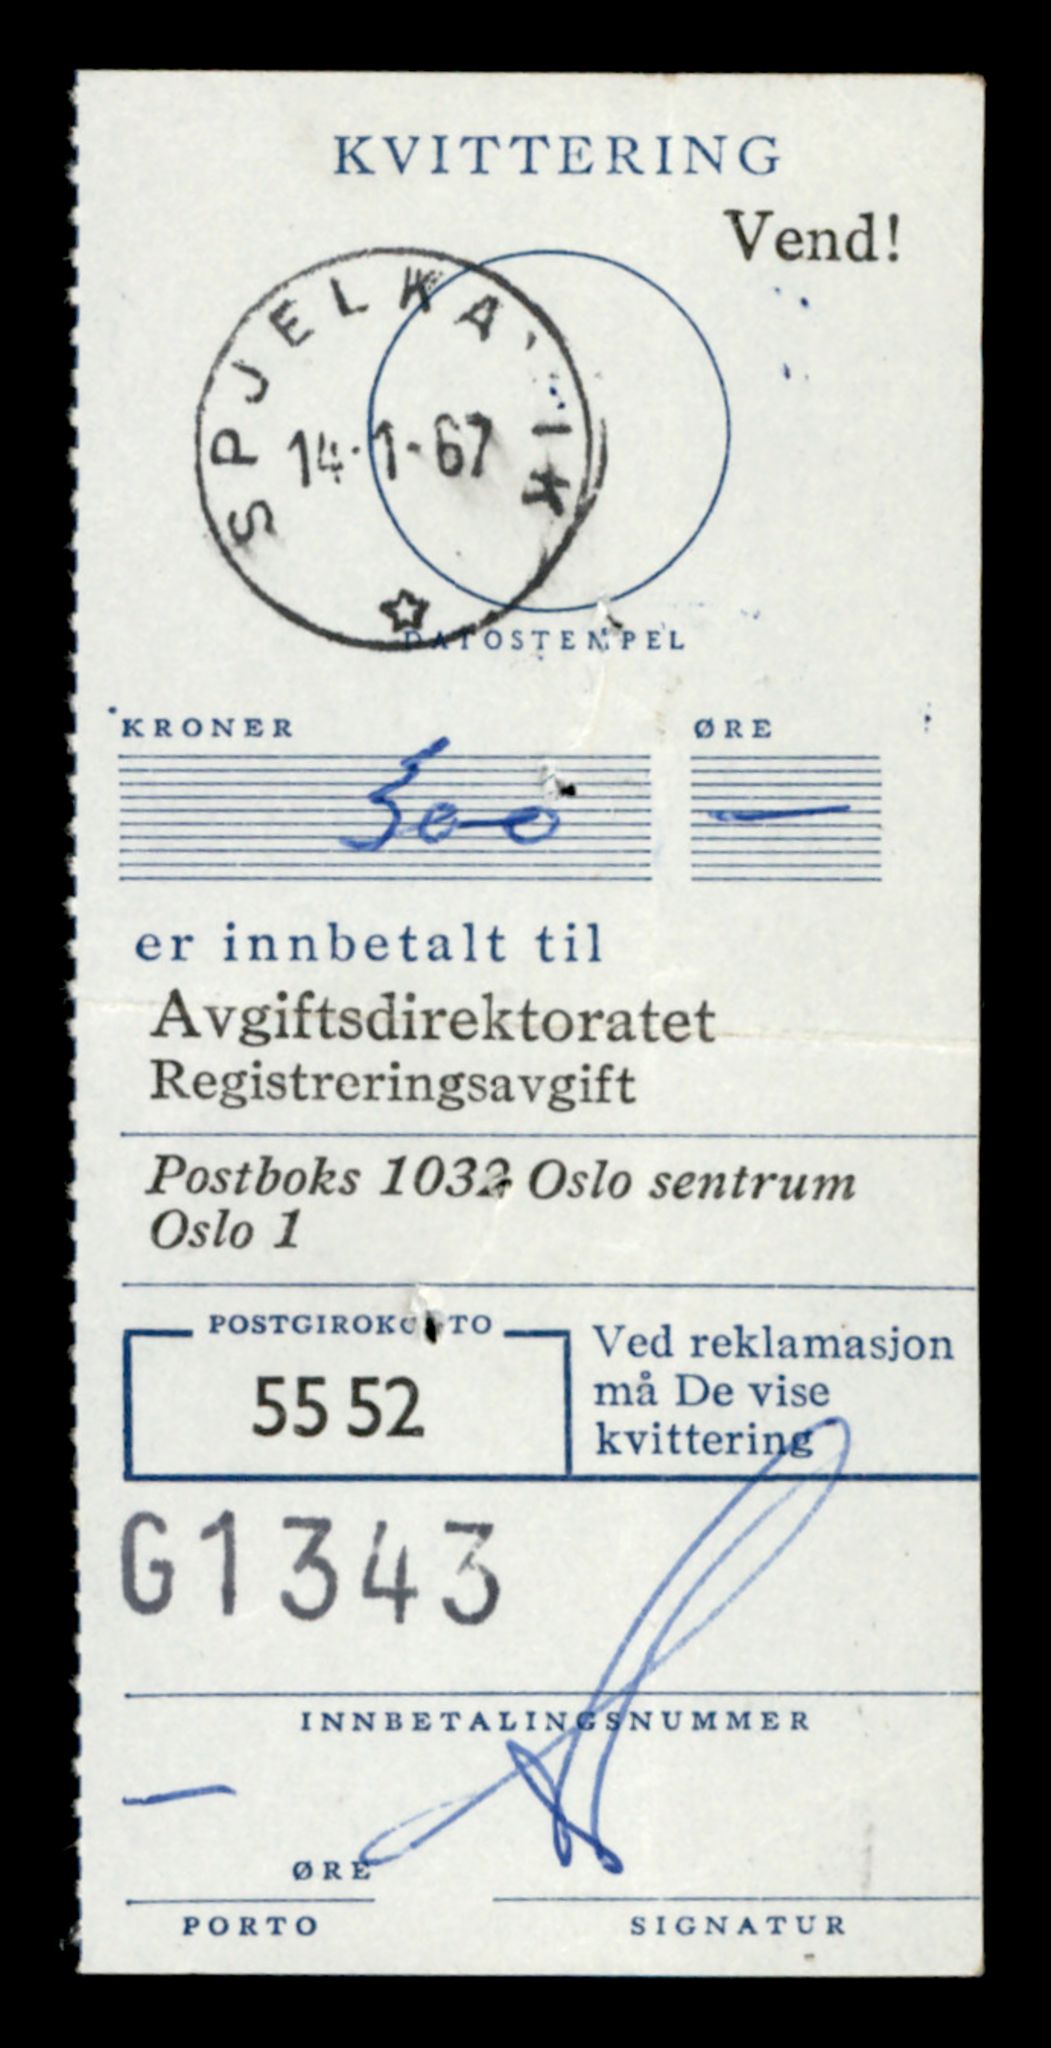 KVITTERING
Vend!
SPJELKAVIK
14.1.67
DATOSTEMPEL
KRONER ØRE
300 —
er innbetalt til
Avgiftsdirektoratet
Registreringsavgift
Postboks 1032 Oslo sentrum
Oslo 1
POSTGIROKONTO
55 52
Ved reklamasjon
må De vise
kvittering
G1343
INNBETALINGSNUMMER
—
ØRE
PORTO
SIGNATUR